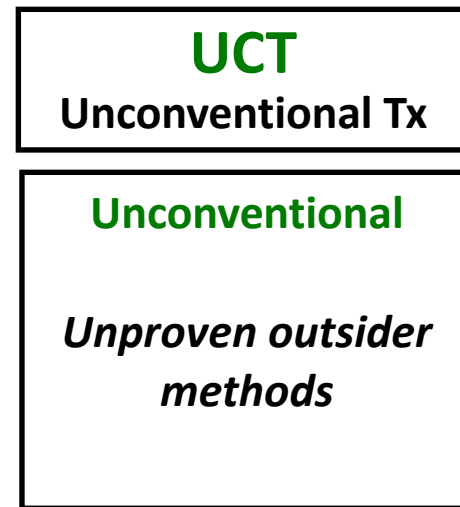 UCT
Unconventional Tx
Unconventional
Unproven outsider
methods